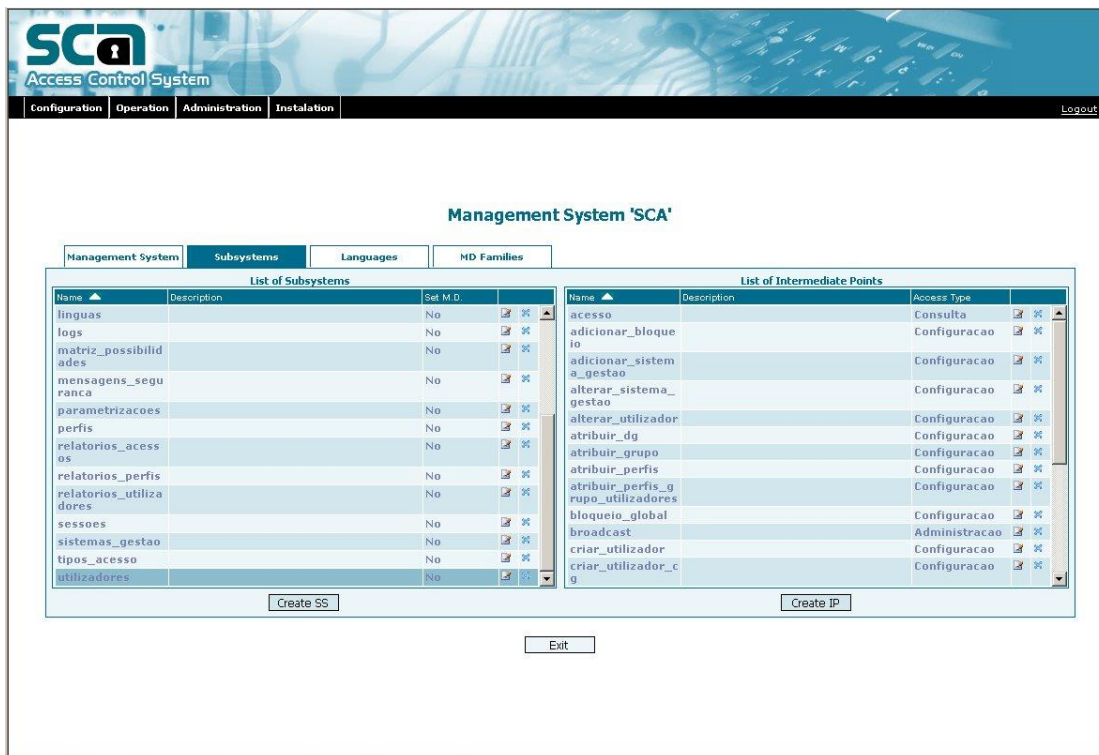 sca
Access Control System
Configuration Operation Administration Instalation Logout
Management System 'SCA'
Management System Subsystems Languages MD Families
List of Subsystems
Name Description Set M.D.
linguas No
logs No
matriz_possibilid
ades No
mensagens_segu
ranca No
parametrizacoes No
perfis No
relatorios_acess
os No
relatorios_perfis No
relatorios_utiliza
dores No
sessoes No
sistemas_gestao No
tipos_acesso No
utilizadores No
Create SS
List of Intermediate Points
Name Description Access Type
acesso Consulta
adicionar_bloque
io Configuracao
adicionar_sistem
a_gestao Configuracao
alterar_sistema_
gestao Configuracao
alterar_utilizador Configuracao
atribuir_dg Configuracao
atribuir_grupo Configuracao
atribuir_perfis Configuracao
atribuir_perfis_g
rupo_utilizadores Configuracao
bloqueio_global Configuracao
broadcast Administracao
criar_utilizador Configuracao
criar_utilizador_c
g Configuracao
Create IP
Exit